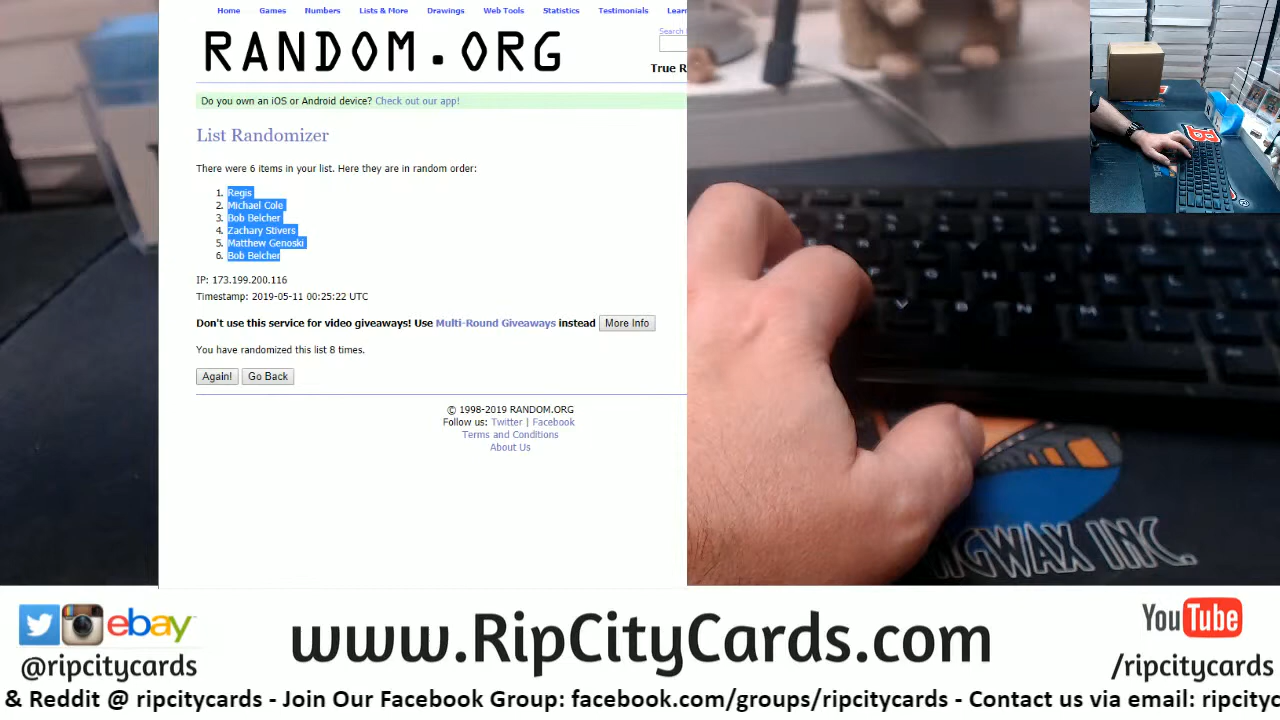 Home Games Numbers Lists & More Drawings Web Tools Statistics Testimonials Learn
RANDOM.ORG
Search
True R
Do you own an iOS or Android device? Check out our app!
List Randomizer
There were 6 items in your list. Here they are in random order:
1. Regis
2. Michael Cole
3. Bob Belcher
4. Zachary Stivers
5. Matthew Genoski
6. Bob Belcher
IP: 173.199.200.116
Timestamp: 2019-05-11 00:25:22 UTC
Don't use this service for video giveaways! Use Multi-Round Giveaways instead More Info
You have randomized this list 8 times.
Again! Go Back
© 1998-2019 RANDOM.ORG
Follow us: Twitter | Facebook
Terms and Conditions
About Us
V B N M
NGWAX INC.
ebay
@ripcitycards
www.RipCityCards.com
YouTube
/ripcitycards
& Reddit @ ripcitycards - Join Our Facebook Group: facebook.com/groups/ripcitycards - Contact us via email: ripcityc